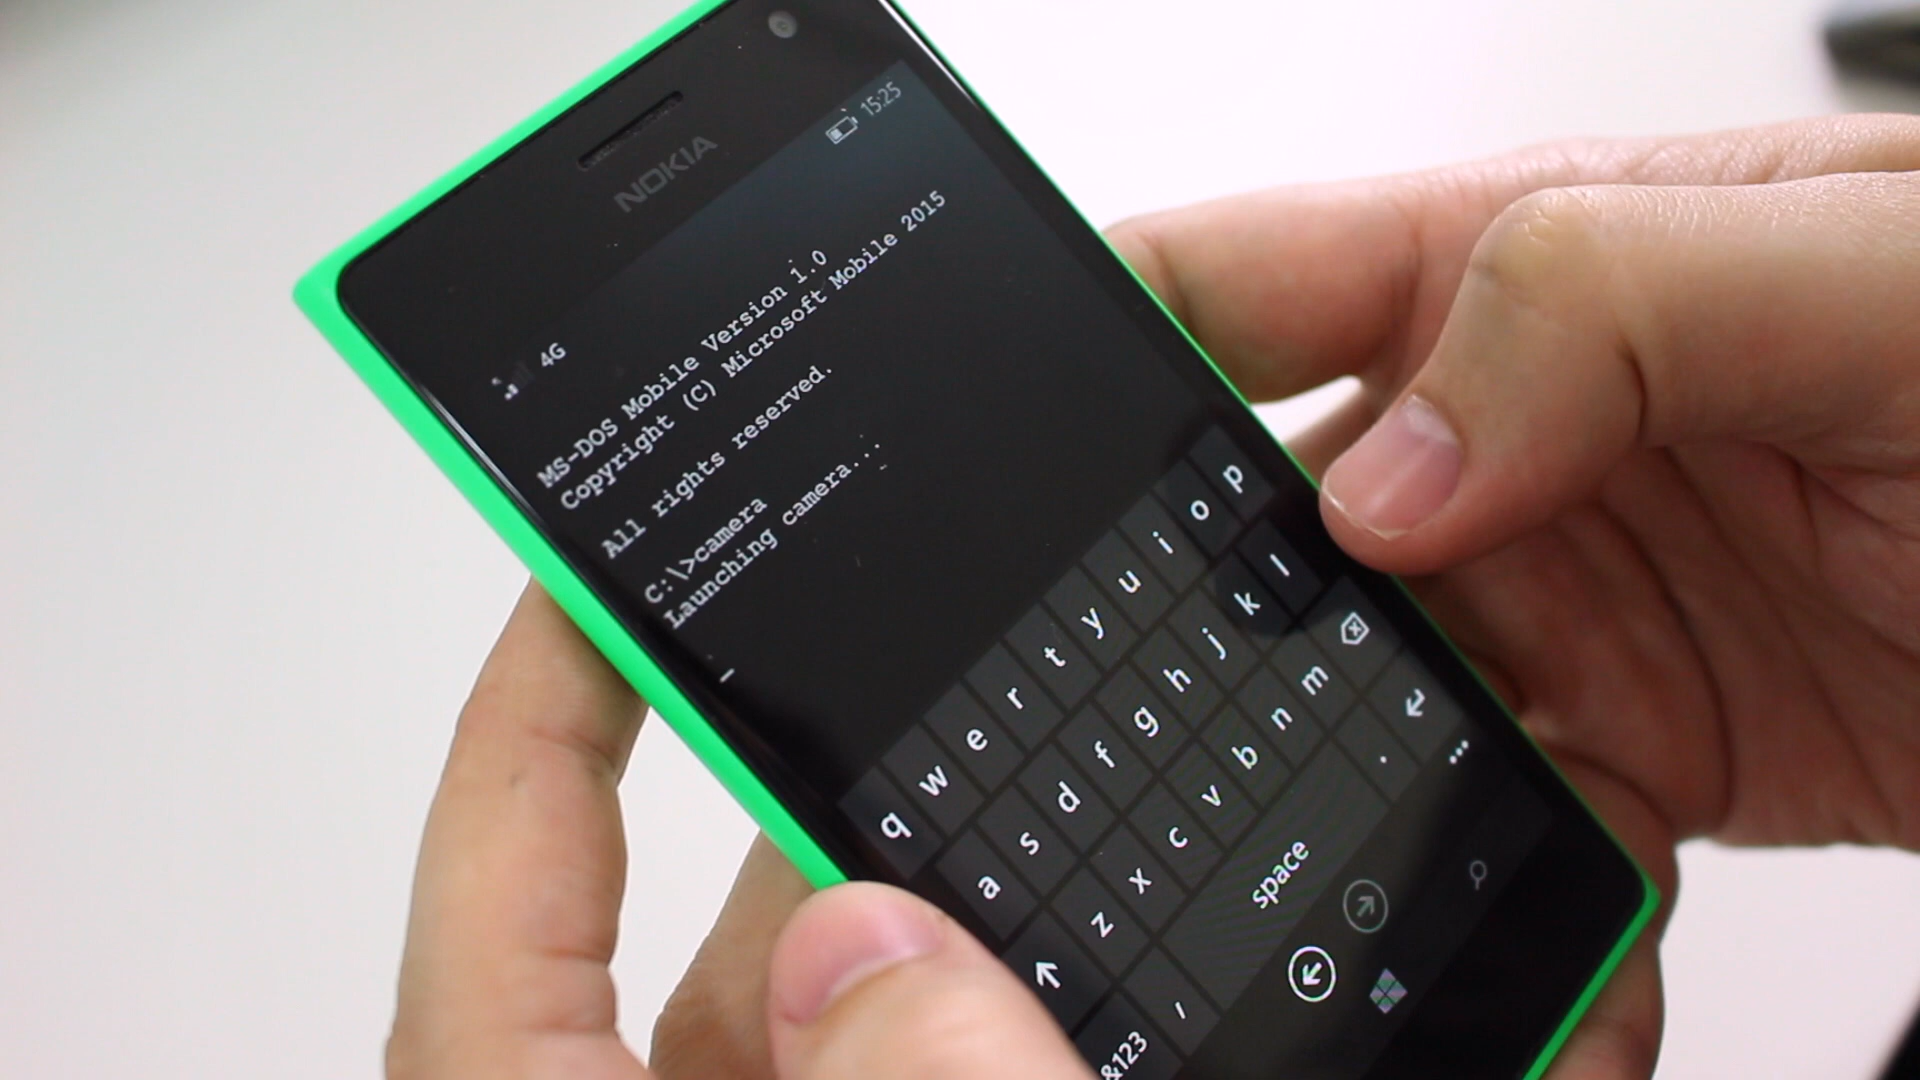 NOKIA
4G 15:25
MS-DOS Mobile Version 1.0
Copyright (C) Microsoft Mobile 2015
All rights reserved.
C:\>camera
Launching camera...
_
q w e r t y u i o p
a s d f g h j k l
z x c v b n m
&123 , space .